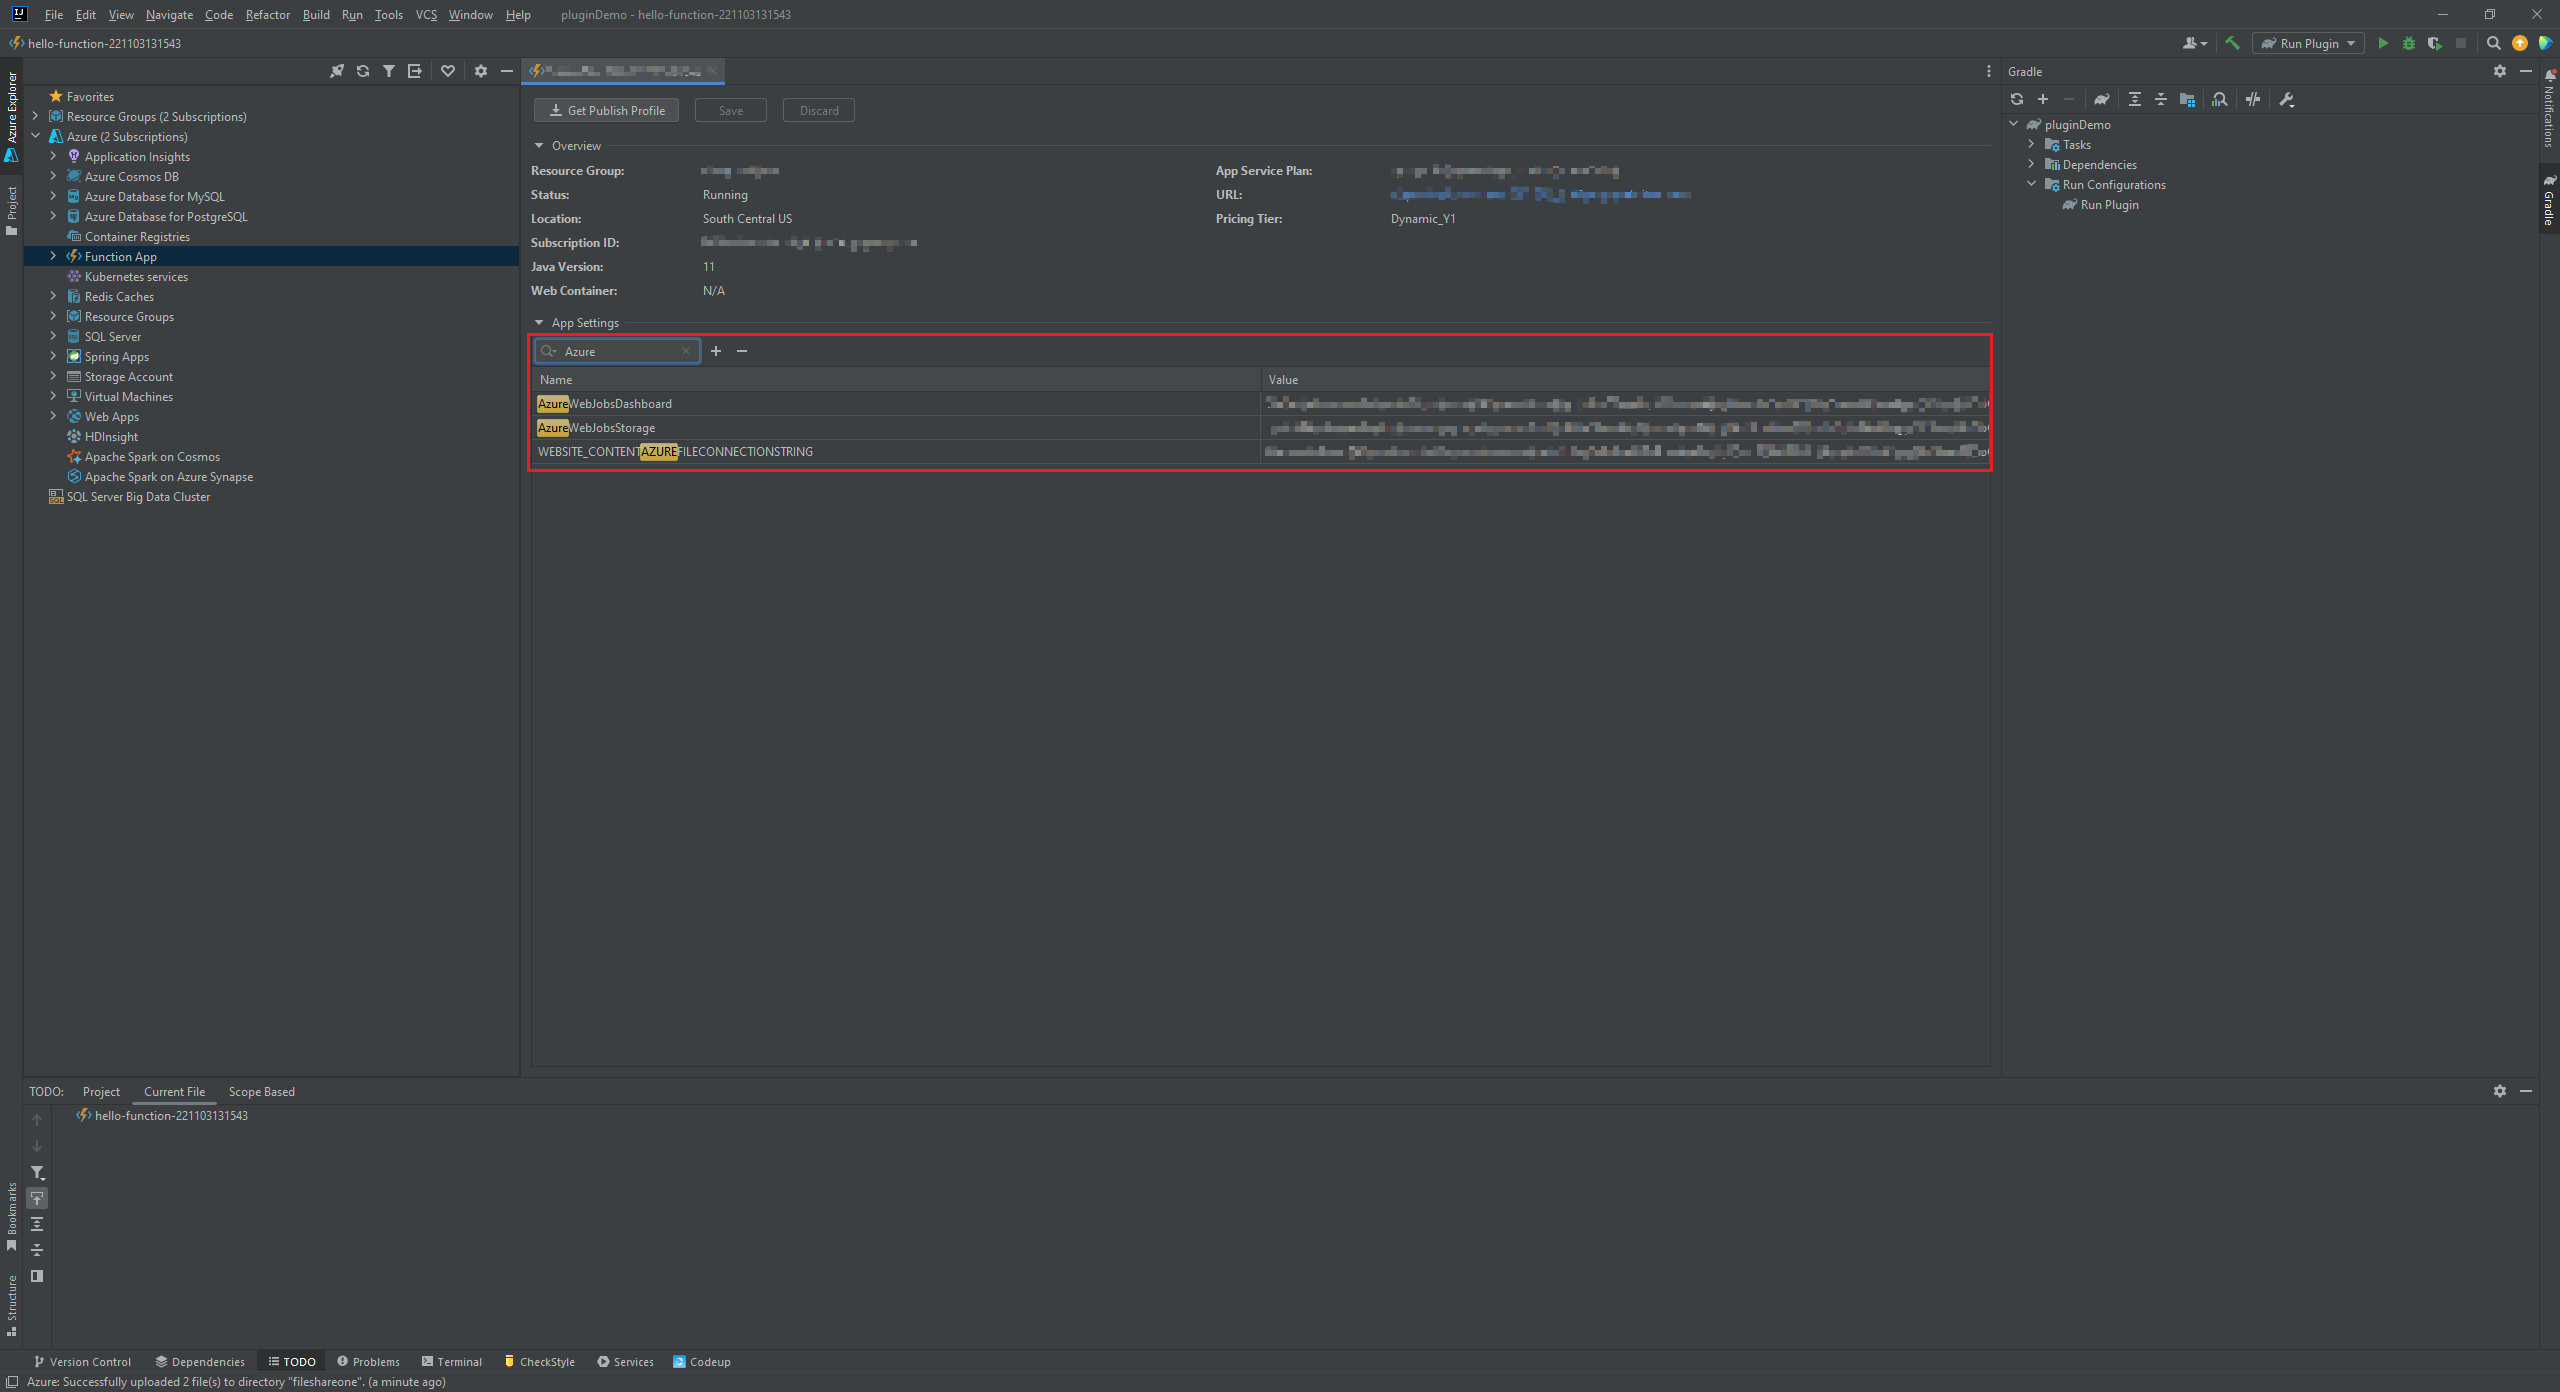 File Edit View Navigate Code Refactor Build Run Tools VCS Window Help pluginDemo - hello-function-221103131543
hello-function-221103131543
Run Plugin
Azure Explorer
Project
Bookmarks
Structure
Favorites
Resource Groups (2 Subscriptions)
Azure (2 Subscriptions)
Application Insights
Azure Cosmos DB
Azure Database for MySQL
Azure Database for PostgreSQL
Container Registries
Function App
Kubernetes services
Redis Caches
Resource Groups
SQL Server
Spring Apps
Storage Account
Virtual Machines
Web Apps
HDInsight
Apache Spark on Cosmos
Apache Spark on Azure Synapse
SQL Server Big Data Cluster
Get Publish Profile Save Discard
Overview
Resource Group: App Service Plan:
Status: Running URL:
Location: South Central US Pricing Tier: Dynamic_Y1
Subscription ID:
Java Version: 11
Web Container: N/A
App Settings
Azure
Name Value
AzureWebJobsDashboard
AzureWebJobsStorage
WEBSITE_CONTENTAZUREFILECONNECTIONSTRING
Gradle
pluginDemo
Tasks
Dependencies
Run Configurations
Run Plugin
Notifications
Gradle
TODO: Project Current File Scope Based
hello-function-221103131543
Version Control Dependencies TODO Problems Terminal CheckStyle Services Codeup
Azure: Successfully uploaded 2 file(s) to directory "fileshareone". (a minute ago)